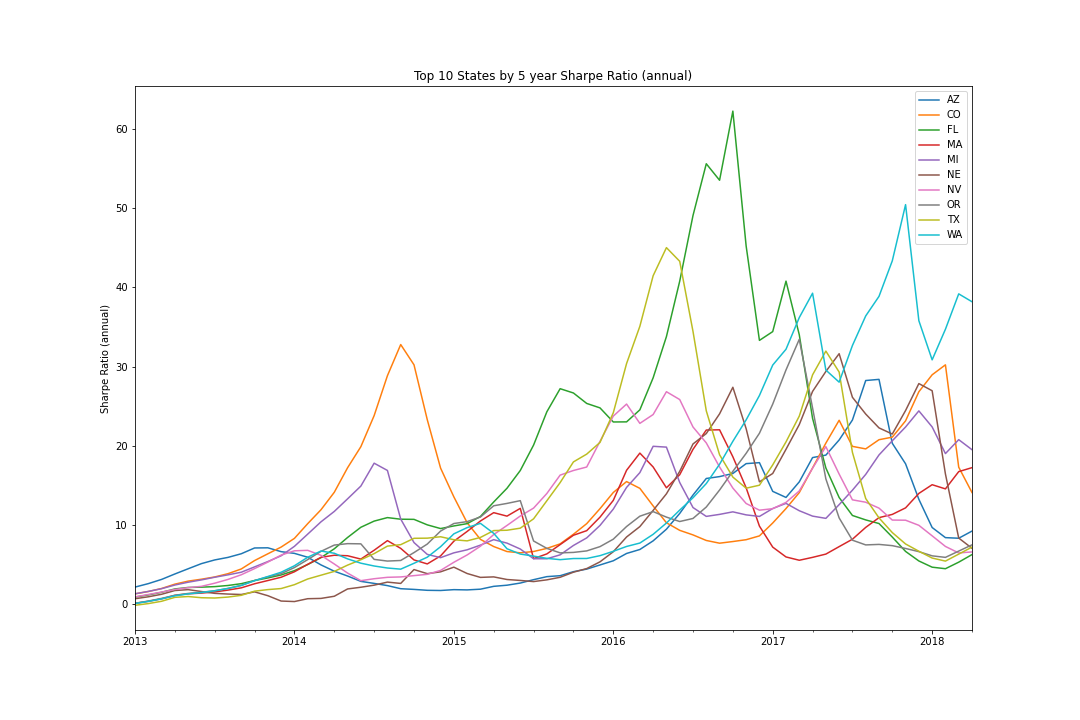 Top 10 States by 5 year Sharpe Ratio (annual)
Sharpe Ratio (annual)
60
50
40
30
20
10
0
2013 2014 2015 2016 2017 2018
AZ
CO
FL
MA
MI
NE
NV
OR
TX
WA